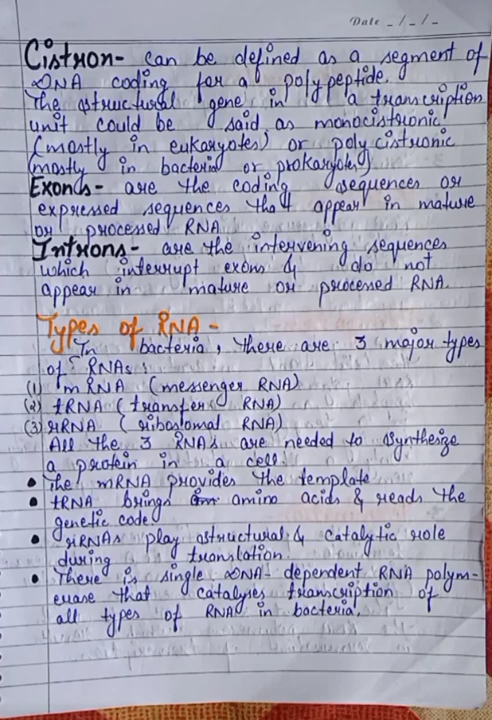 Date _/_/_
Cistron- can be defined as a segment of
DNA coding for a polypeptide.
The structural gene in a transcription
unit could be said as monocistronic
(mostly in eukaryotes) or polycistronic
(mostly in bacteria or prokaryotes)
Exons- are the coding sequences or
expressed sequences that appear in mature
or processed RNA.
Introns- are the intervening sequences
which interrupt exons & do not
appear in mature or processed RNA.
Types of RNA -
In bacteria, there are 3 major types
of RNAs:
(1) mRNA (messenger RNA)
(2) tRNA (transfer RNA)
(3) rRNA (ribosomal RNA)
All the 3 RNAs are needed to synthesize
a protein in a cell.
• The mRNA provides the template
• tRNA brings amino acids & reads the
genetic code
• rRNAs play structural & catalytic role
during translation.
• There is single DNA-dependent RNA polym-
erase that catalyses transcription of
all types of RNAs in bacteria.